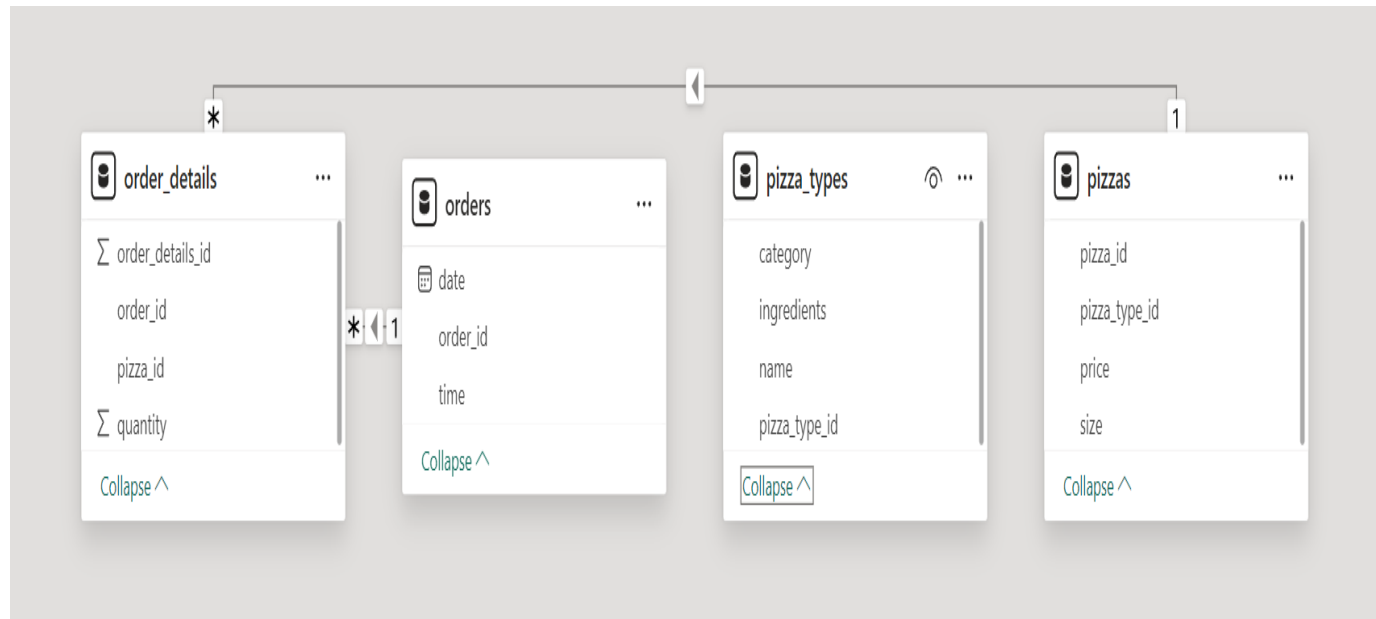 *
1
order_details
...
Σ order_details_id
order_id
pizza_id
Σ quantity
Collapse
* 1
orders
...
date
order_id
time
Collapse
pizza_types
...
category
ingredients
name
pizza_type_id
Collapse
pizzas
...
pizza_id
pizza_type_id
price
size
Collapse